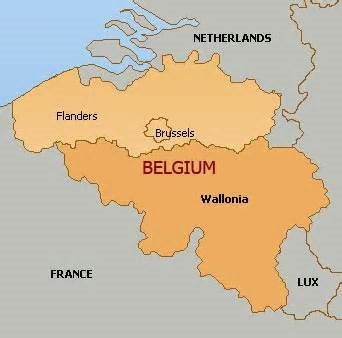 NETHERLANDS
Flanders
Brussels
BELGIUM
Wallonia
FRANCE
LUX